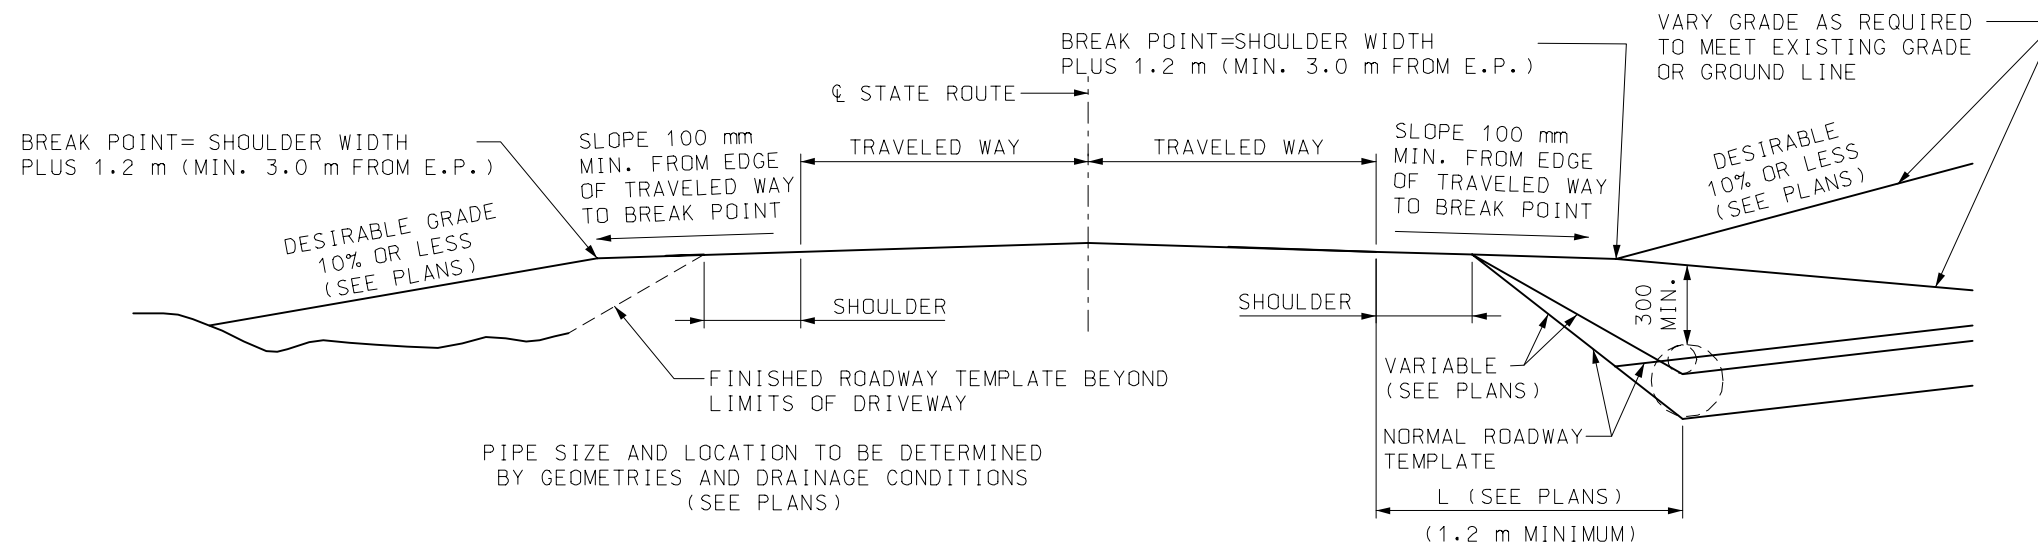 BREAK POINT= SHOULDER WIDTH
PLUS 1.2 m (MIN. 3.0 m FROM E.P.)
DESIRABLE GRADE
10% OR LESS
(SEE PLANS)
SLOPE 100 mm
MIN. FROM EDGE
OF TRAVELED WAY
TO BREAK POINT
℄ STATE ROUTE
TRAVELED WAY
TRAVELED WAY
BREAK POINT=SHOULDER WIDTH
PLUS 1.2 m (MIN. 3.0 m FROM E.P.)
SLOPE 100 mm
MIN. FROM EDGE
OF TRAVELED WAY
TO BREAK POINT
VARY GRADE AS REQUIRED
TO MEET EXISTING GRADE
OR GROUND LINE
DESIRABLE
10% OR LESS
(SEE PLANS)
SHOULDER
SHOULDER
300
MIN.
FINISHED ROADWAY TEMPLATE BEYOND
LIMITS OF DRIVEWAY
VARIABLE
(SEE PLANS)
NORMAL ROADWAY
TEMPLATE
PIPE SIZE AND LOCATION TO BE DETERMINED
BY GEOMETRIES AND DRAINAGE CONDITIONS
(SEE PLANS)
L (SEE PLANS)
(1.2 m MINIMUM)